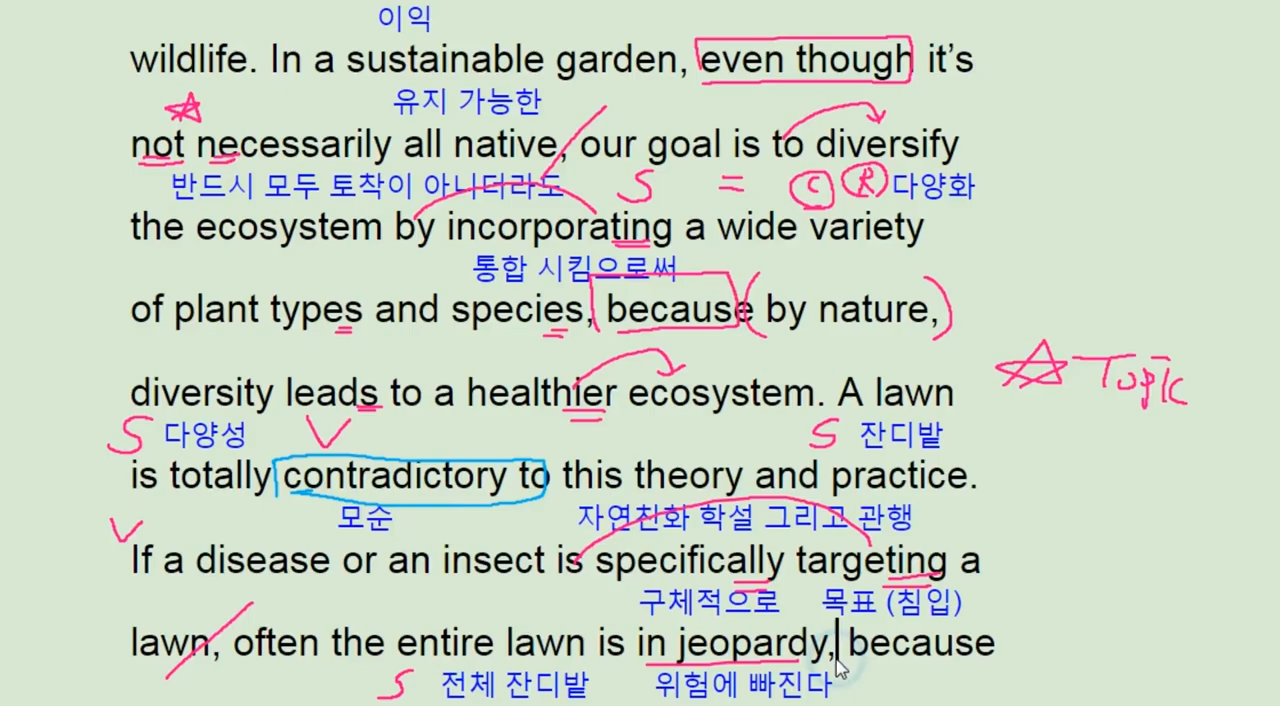 이익
wildlife. In a sustainable garden, even though it's
유지 가능한
not necessarily all native, our goal is to diversify
반드시 모두 토착이 아니더라도 S = C R 다양화
the ecosystem by incorporating a wide variety
통합 시킴으로써
of plant types and species, because by nature,
diversity leads to a healthier ecosystem. A lawn
Topic
S 다양성 V S 잔디밭
is totally contradictory to this theory and practice.
모순 자연친화 학설 그리고 관행
V
If a disease or an insect is specifically targeting a
구체적으로 목표 (침입)
lawn, often the entire lawn is in jeopardy, because
S 전체 잔디밭 위험에 빠진다